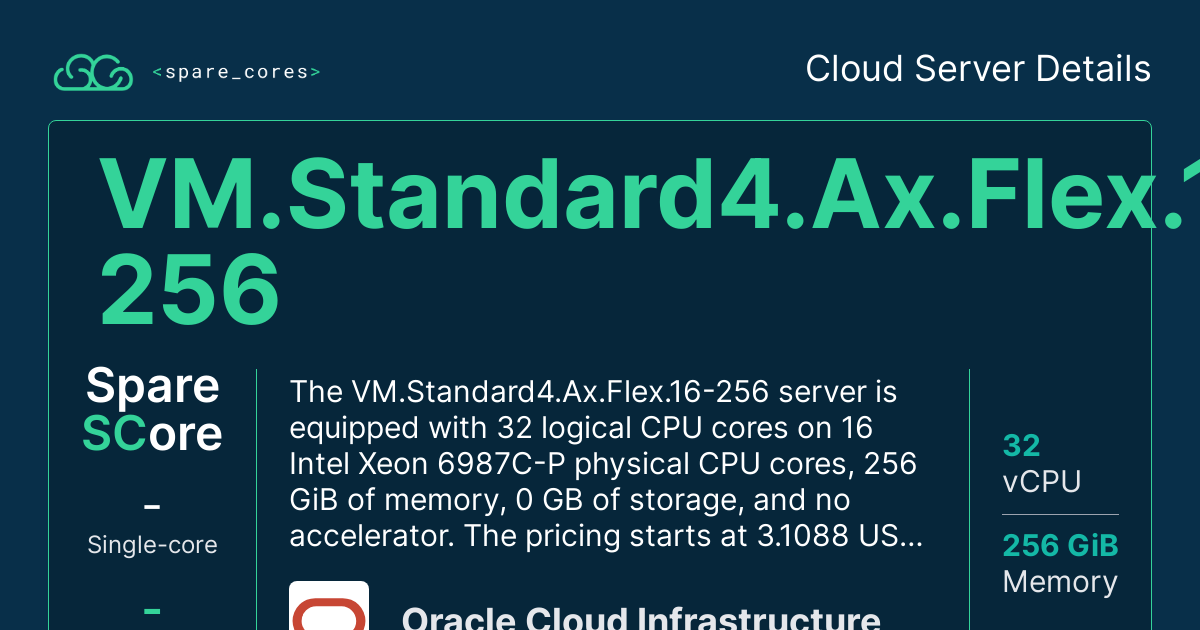 <spare_cores>
Cloud Server Details
VM.Standard4.Ax.Flex.
256
Spare
SCore
The VM.Standard4.Ax.Flex.16-256 server is
equipped with 32 logical CPU cores on 16
Intel Xeon 6987C-P physical CPU cores, 256
GiB of memory, 0 GB of storage, and no
accelerator. The pricing starts at 3.1088 US...
-
Single-core
-
32
vCPU
256 GiB
Memory
Oracle Cloud Infrastructure